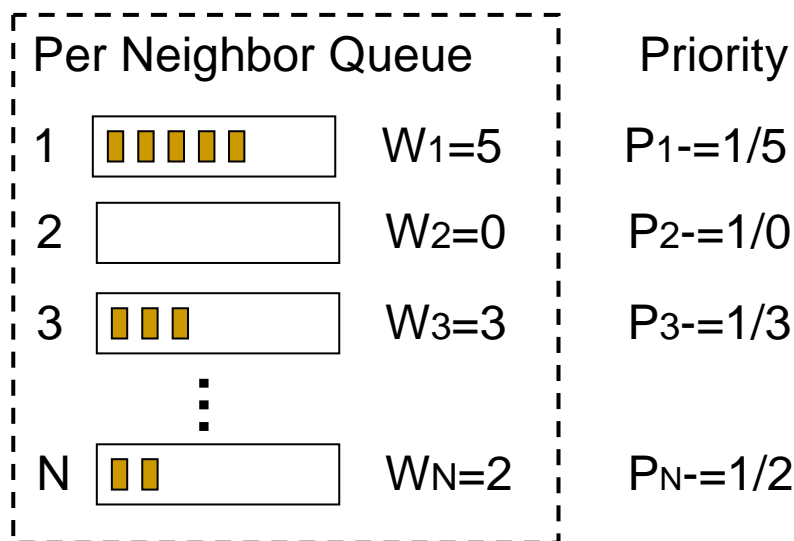 Per Neighbor Queue Priority
1 W1=5 P1-=1/5
2 W2=0 P2-=1/0
3 W3=3 P3-=1/3
N WN=2 PN-=1/2